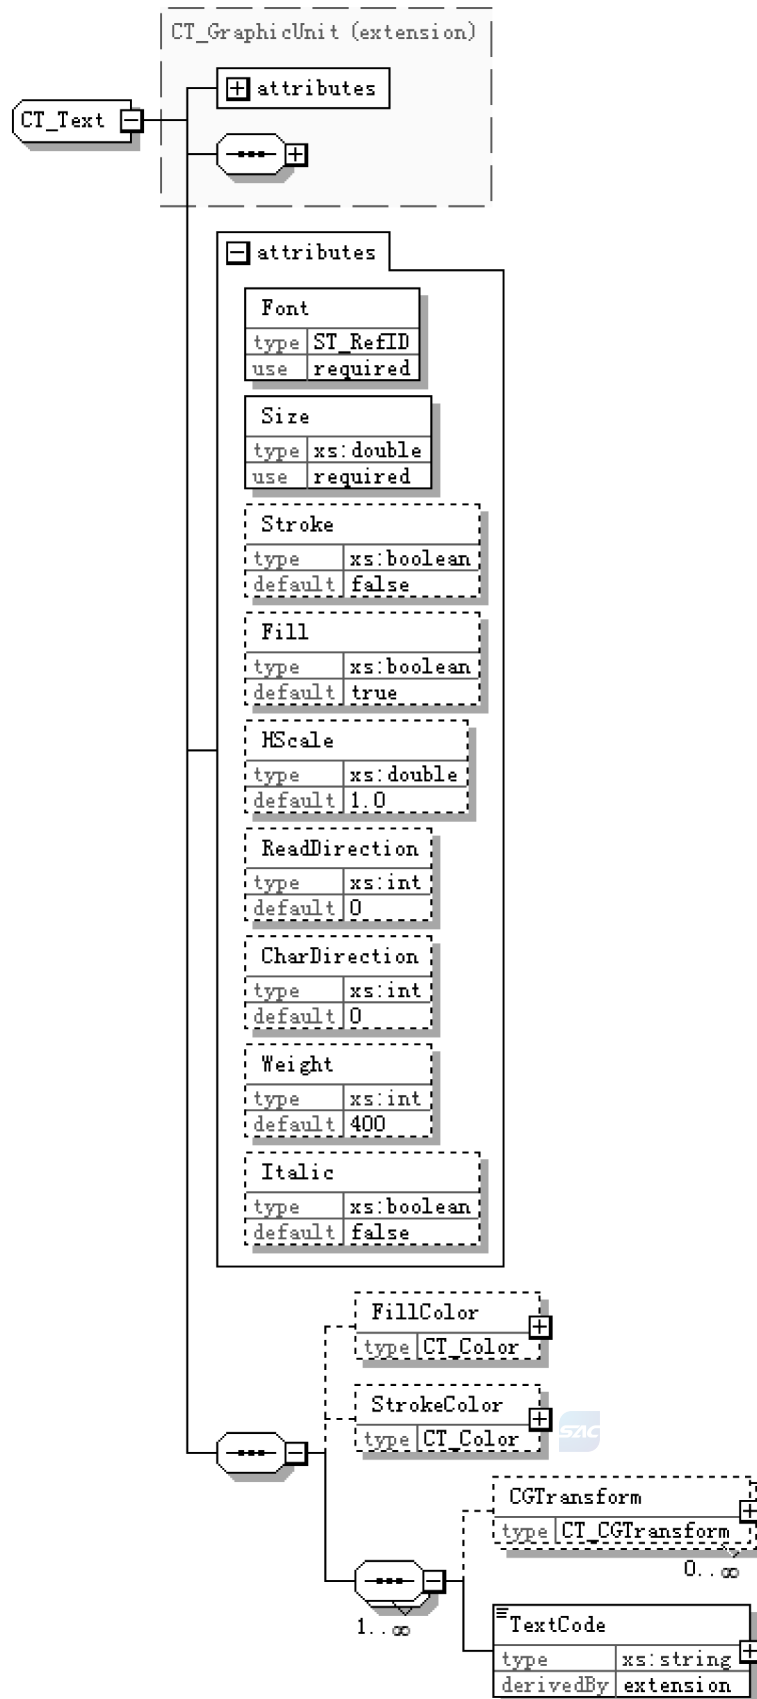 CT_GraphicUnit (extension)
attributes
CT_Text
attributes
Font
type ST_RefID
use required
Size
type xs:double
use required
Stroke
type xs:boolean
default false
Fill
type xs:boolean
default true
HScale
type xs:double
default 1.0
ReadDirection
type xs:int
default 0
CharDirection
type xs:int
default 0
Weight
type xs:int
default 400
Italic
type xs:boolean
default false
FillColor
type CT_Color
StrokeColor
type CT_Color
SAC
CGTransform
type CT_CGTransform
0..∞
1..∞
TextCode
type xs:string
derivedBy extension